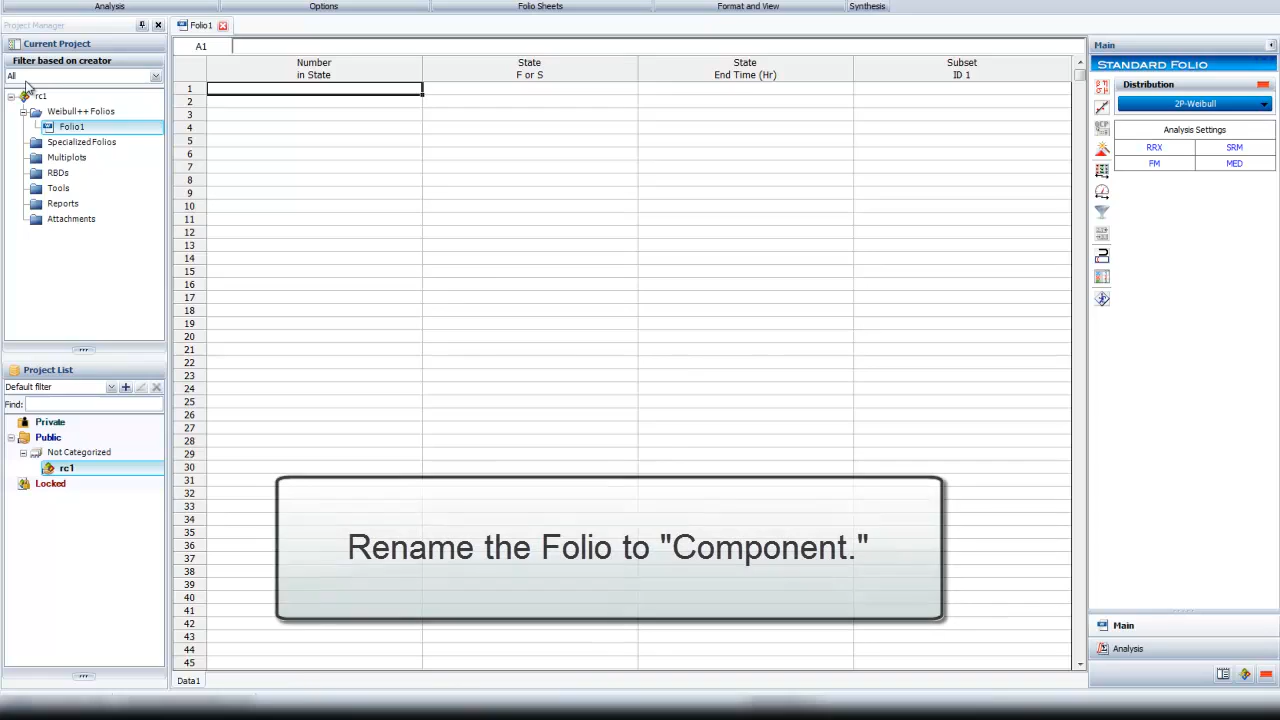 Analysis
Options
Folio Sheets
Format and View
Synthesis
Project Manager
Current Project
Filter based on creator
All
rc1
Weibull++ Folios
Folio1
Specialized Folios
Multiplots
RBDs
Tools
Reports
Attachments
Project List
Default filter
Find:
Private
Public
Not Categorized
rc1
Locked
Folio1
A1
Number in State
State F or S
State End Time (Hr)
Subset ID 1
1
2
3
4
5
6
7
8
9
10
11
12
13
14
15
16
17
18
19
20
21
22
23
24
25
26
27
28
29
30
31
32
33
34
35
36
37
38
39
40
41
42
43
44
45
Rename the Folio to "Component."
Data1
Main
STANDARD FOLIO
Distribution
2P-Weibull
Analysis Settings
RRX SRM
FM MED
Main
Analysis